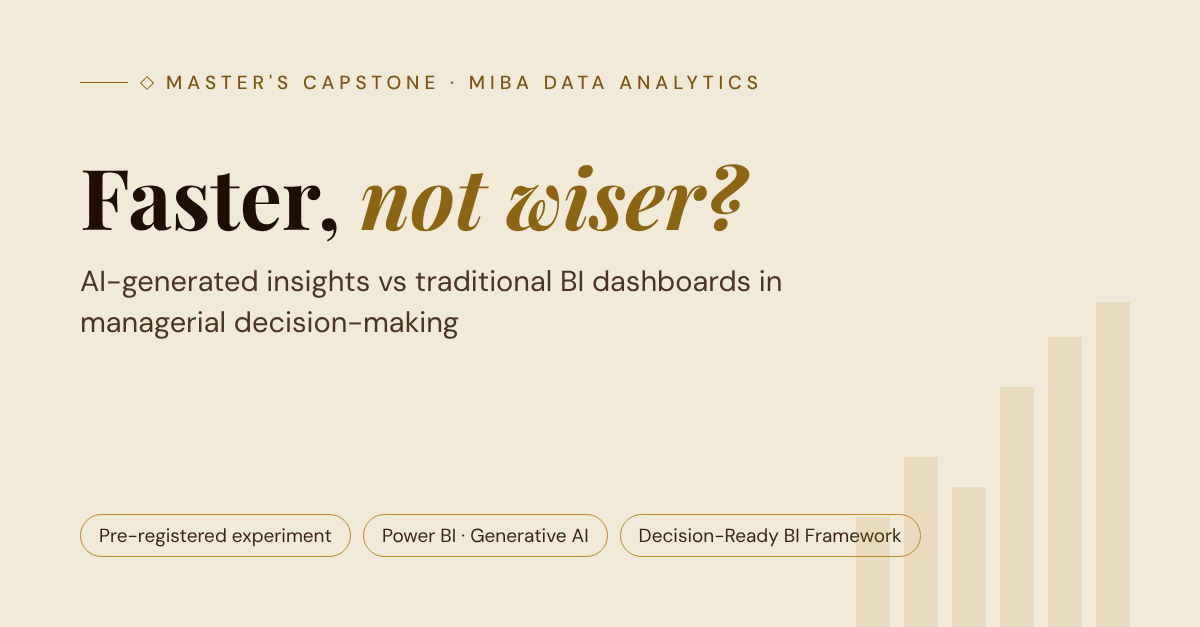 ◇ MASTER'S CAPSTONE · MIBA DATA ANALYTICS
Faster, not wiser?
AI-generated insights vs traditional BI dashboards in
managerial decision-making
Pre-registered experiment
Power BI · Generative AI
Decision-Ready BI Framework